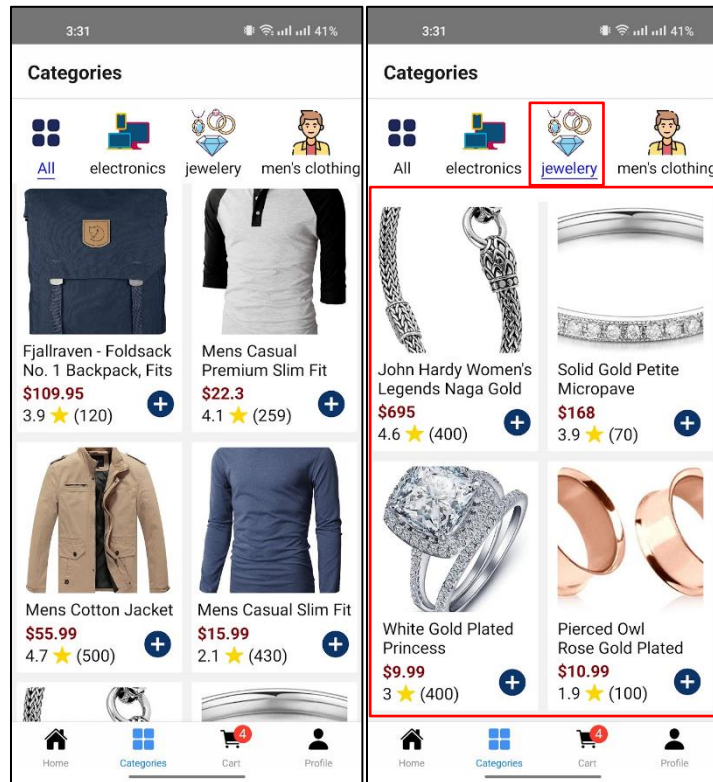 3:31
41%
Categories
All
electronics
jewelery
men's clothing
Fjallraven - Foldsack
No. 1 Backpack, Fits
$109.95
3.9 (120)
Mens Casual
Premium Slim Fit
$22.3
4.1 (259)
Mens Cotton Jacket
$55.99
4.7 (500)
Mens Casual Slim Fit
$15.99
2.1 (430)
Home
Categories
4
Cart
Profile
3:31
41%
Categories
All
electronics
jewelery
men's clothing
John Hardy Women's
Legends Naga Gold
$695
4.6 (400)
Solid Gold Petite
Micropave
$168
3.9 (70)
White Gold Plated
Princess
$9.99
3 (400)
Pierced Owl
Rose Gold Plated
$10.99
1.9 (100)
Home
Categories
4
Cart
Profile